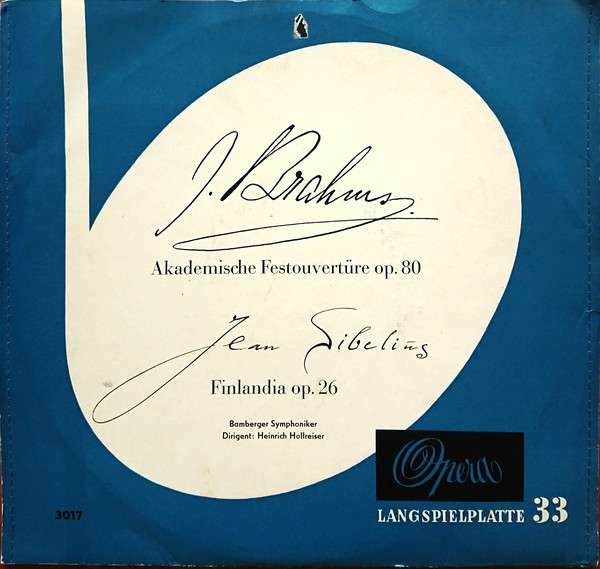 J. Brahms.
Akademische Festouvertüre op. 80
Jean Sibelius
Finlandia op. 26
Bamberger Symphoniker
Dirigent: Heinrich Hollreiser
Opera
3017
LANGSPIELPLATTE 33